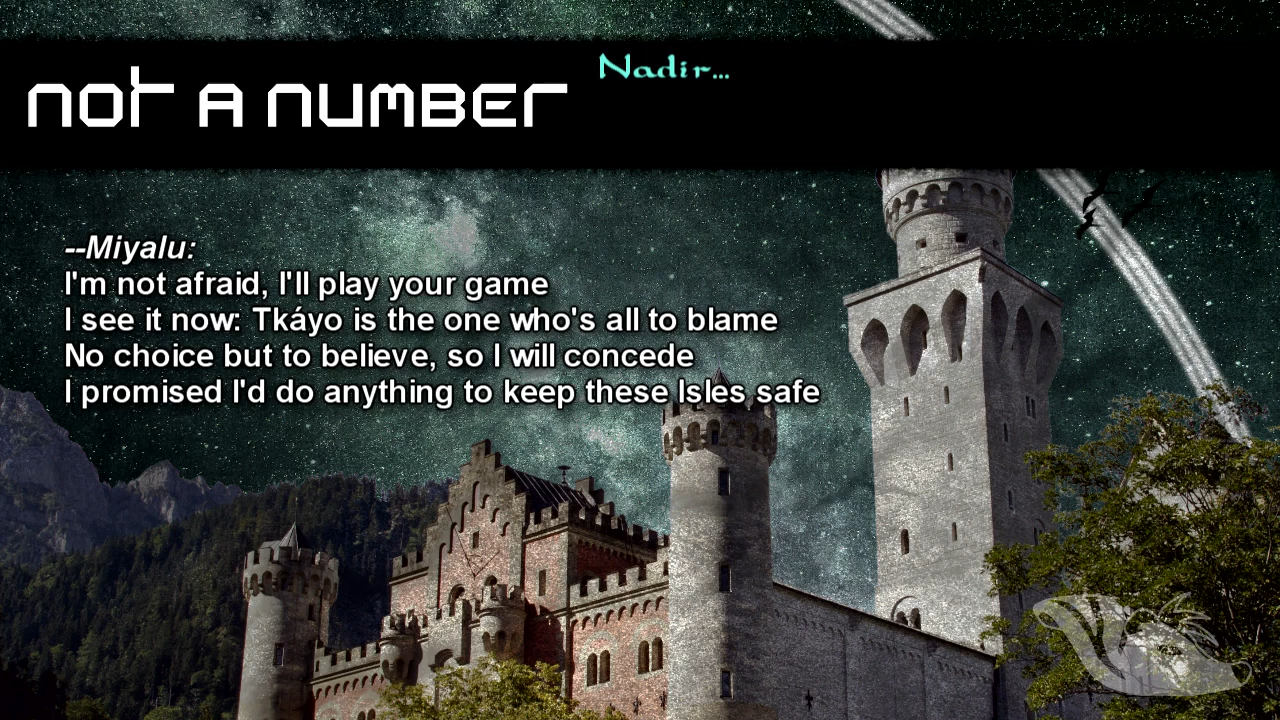 Nadir...
not a number
--Miyalu:
I'm not afraid, I'll play your game
I see it now: Tkáyo is the one who's all to blame
No choice but to believe, so I will concede
I promised I'd do anything to keep these Isles safe